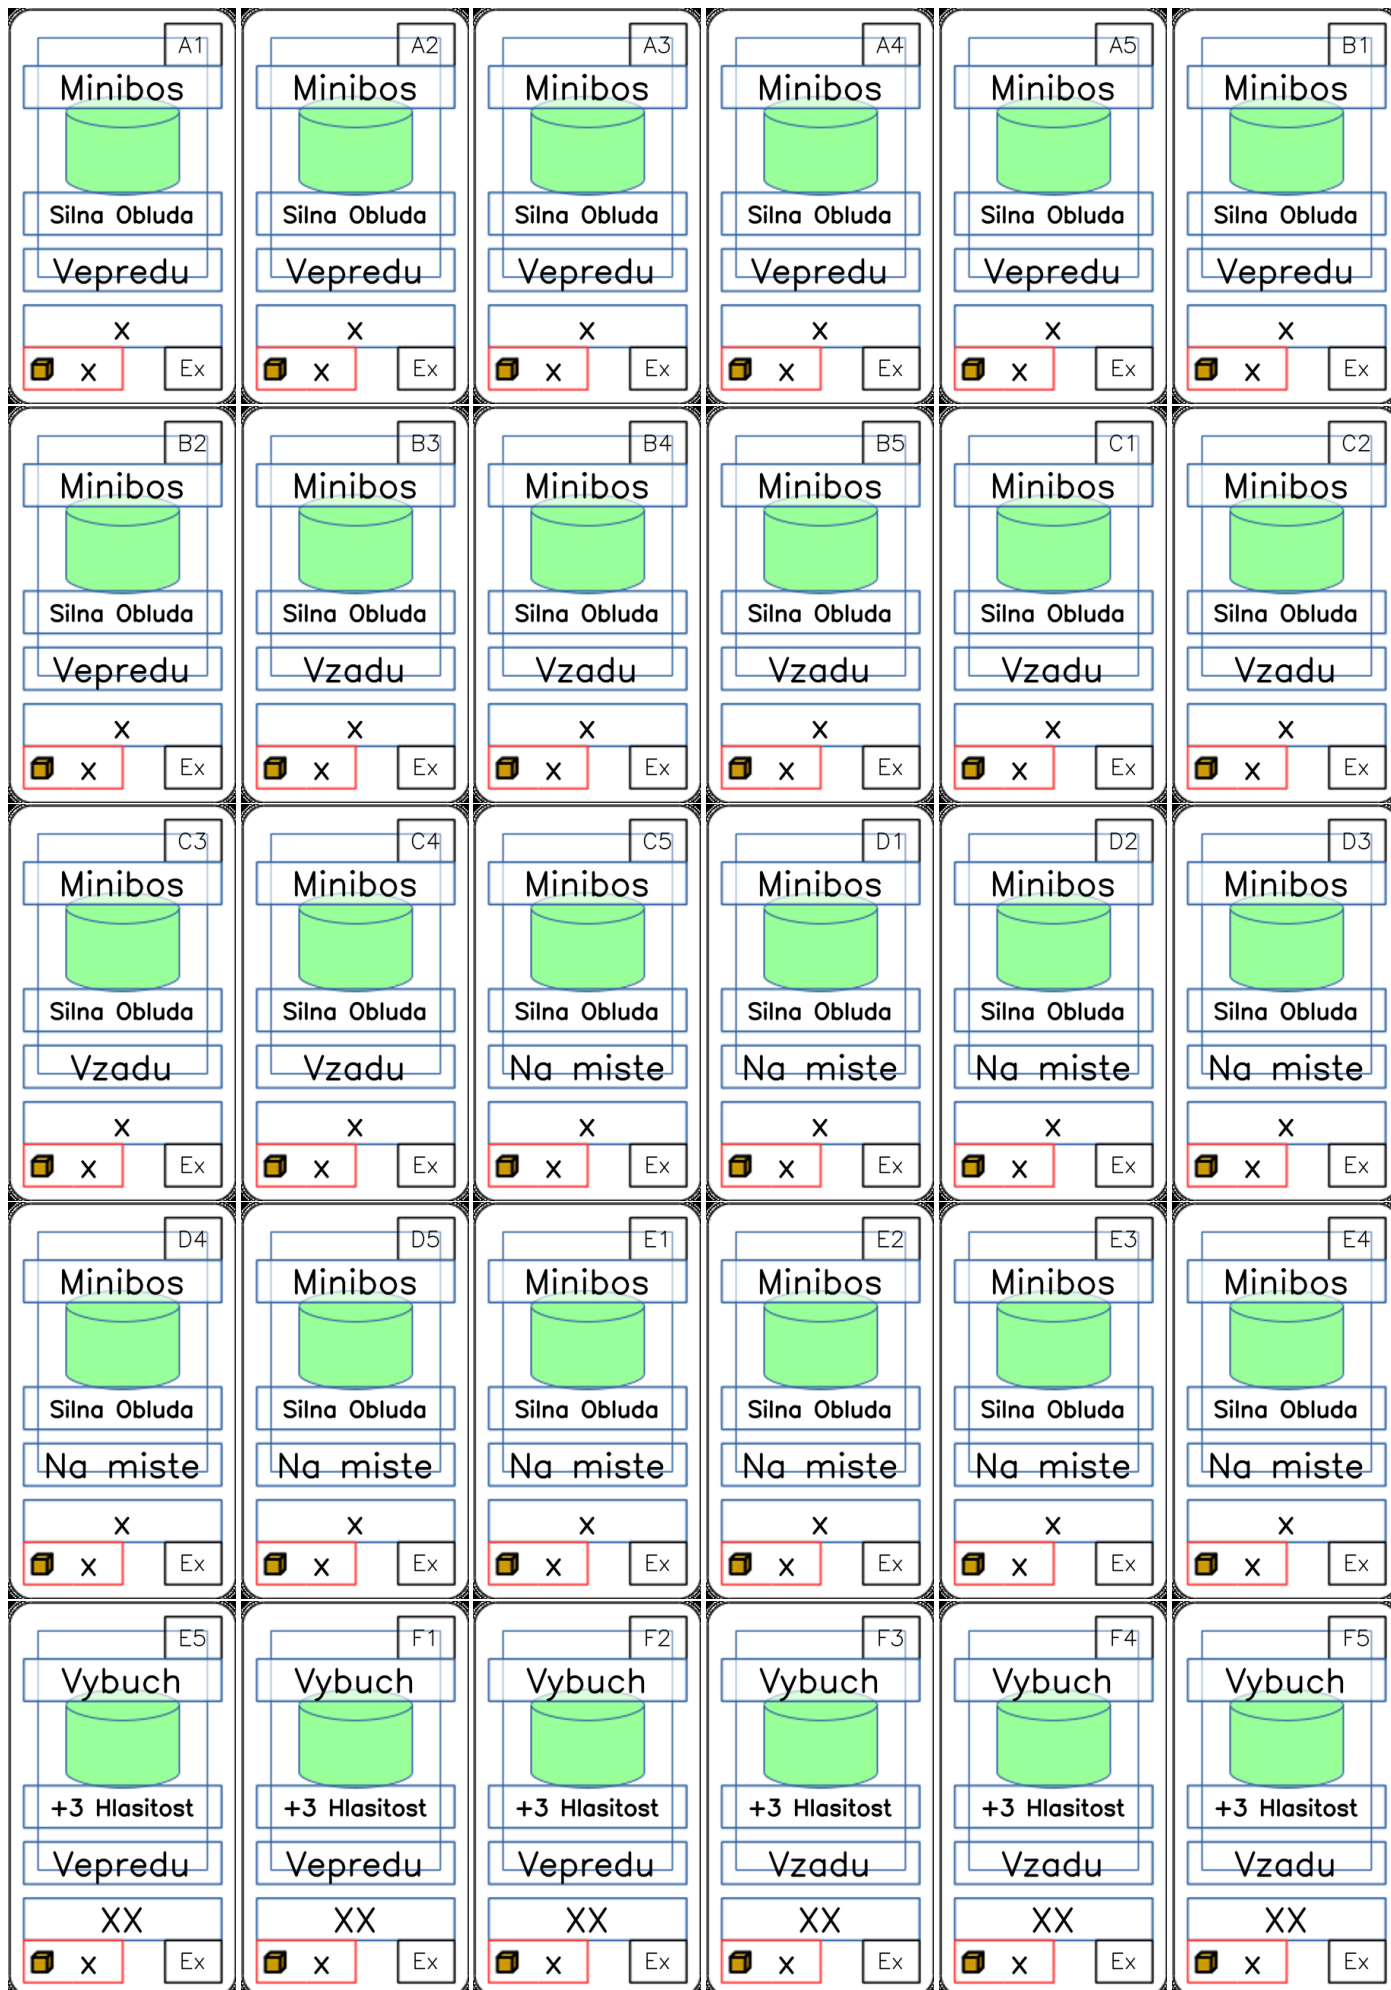 A1
Minibos
Silna Obluda
Vepredu
x
x Ex
A2
Minibos
Silna Obluda
Vepredu
x
x Ex
A3
Minibos
Silna Obluda
Vepredu
x
x Ex
A4
Minibos
Silna Obluda
Vepredu
x
x Ex
A5
Minibos
Silna Obluda
Vepredu
x
x Ex
B1
Minibos
Silna Obluda
Vepredu
x
x Ex
B2
Minibos
Silna Obluda
Vepredu
x
x Ex
B3
Minibos
Silna Obluda
Vzadu
x
x Ex
B4
Minibos
Silna Obluda
Vzadu
x
x Ex
B5
Minibos
Silna Obluda
Vzadu
x
x Ex
C1
Minibos
Silna Obluda
Vzadu
x
x Ex
C2
Minibos
Silna Obluda
Vzadu
x
x Ex
C3
Minibos
Silna Obluda
Vzadu
x
x Ex
C4
Minibos
Silna Obluda
Vzadu
x
x Ex
C5
Minibos
Silna Obluda
Na miste
x
x Ex
D1
Minibos
Silna Obluda
Na miste
x
x Ex
D2
Minibos
Silna Obluda
Na miste
x
x Ex
D3
Minibos
Silna Obluda
Na miste
x
x Ex
D4
Minibos
Silna Obluda
Na miste
x
x Ex
D5
Minibos
Silna Obluda
Na miste
x
x Ex
E1
Minibos
Silna Obluda
Na miste
x
x Ex
E2
Minibos
Silna Obluda
Na miste
x
x Ex
E3
Minibos
Silna Obluda
Na miste
x
x Ex
E4
Minibos
Silna Obluda
Na miste
x
x Ex
E5
Vybuch
+3 Hlasitost
Vepredu
XX
x Ex
F1
Vybuch
+3 Hlasitost
Vepredu
XX
x Ex
F2
Vybuch
+3 Hlasitost
Vepredu
XX
x Ex
F3
Vybuch
+3 Hlasitost
Vzadu
XX
x Ex
F4
Vybuch
+3 Hlasitost
Vzadu
XX
x Ex
F5
Vybuch
+3 Hlasitost
Vzadu
XX
x Ex